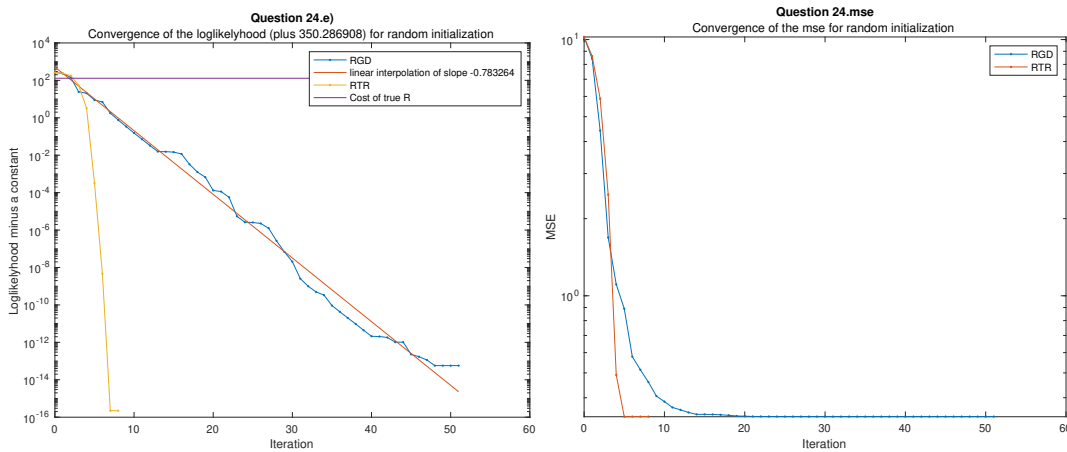 Question 24.e)
Convergence of the loglikelyhood (plus 350.286908) for random initialization
RGD
linear interpolation of slope -0.783264
RTR
Cost of true R
Loglikelyhood minus a constant
10^4
10^2
10^0
10^-2
10^-4
10^-6
10^-8
10^-10
10^-12
10^-14
10^-16
0 10 20 30 40 50 60
Iteration
Question 24.mse
Convergence of the mse for random initialization
RGD
RTR
MSE
10^1
10^0
0 10 20 30 40 50 60
Iteration